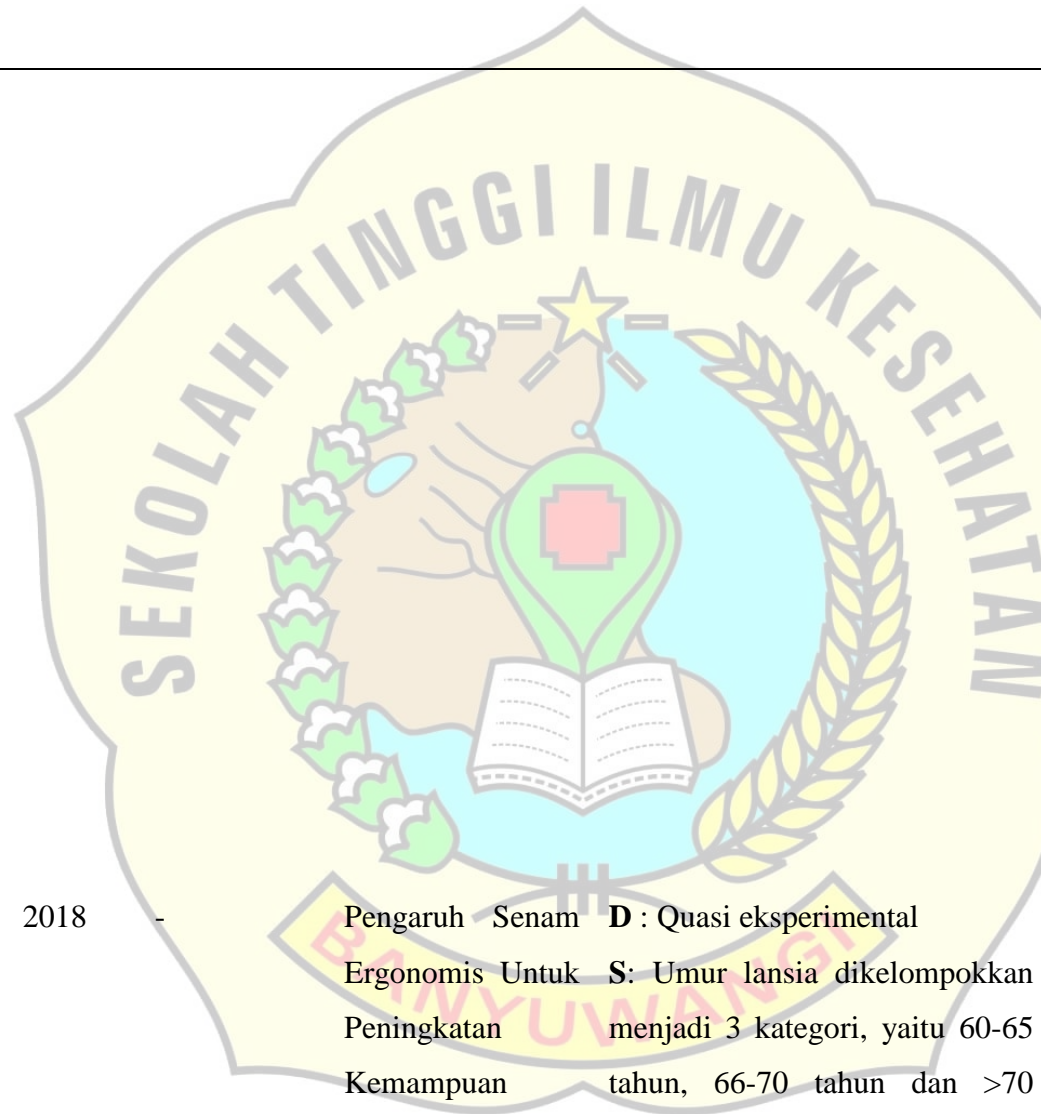 SEKOLAH TINGGI ILMU KESEHATAN
BANYUWANGI
2018 - Pengaruh Senam D : Quasi eksperimental
Ergonomis Untuk S: Umur lansia dikelompokkan
Peningkatan menjadi 3 kategori, yaitu 60-65
Kemampuan tahun, 66-70 tahun dan >70